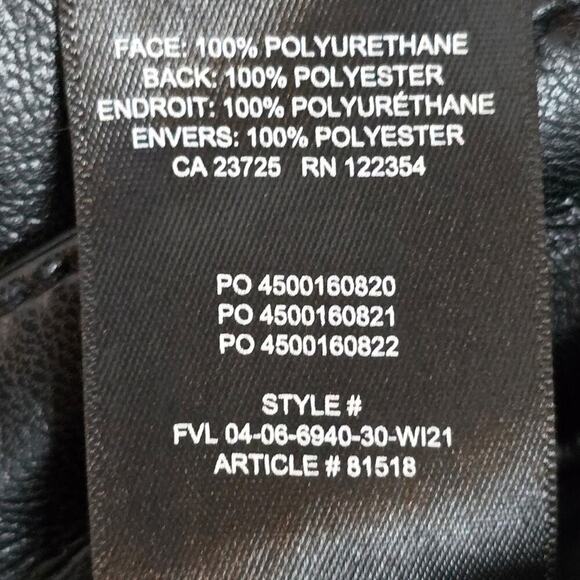 FACE: 100% POLYURETHANE
BACK: 100% POLYESTER
ENDROIT: 100% POLYURÉTHANE
ENVERS: 100% POLYESTER
CA 23725 RN 122354
PO 4500160820
PO 4500160821
PO 4500160822
STYLE #
FVL 04-06-6940-30-WI21
ARTICLE # 81518